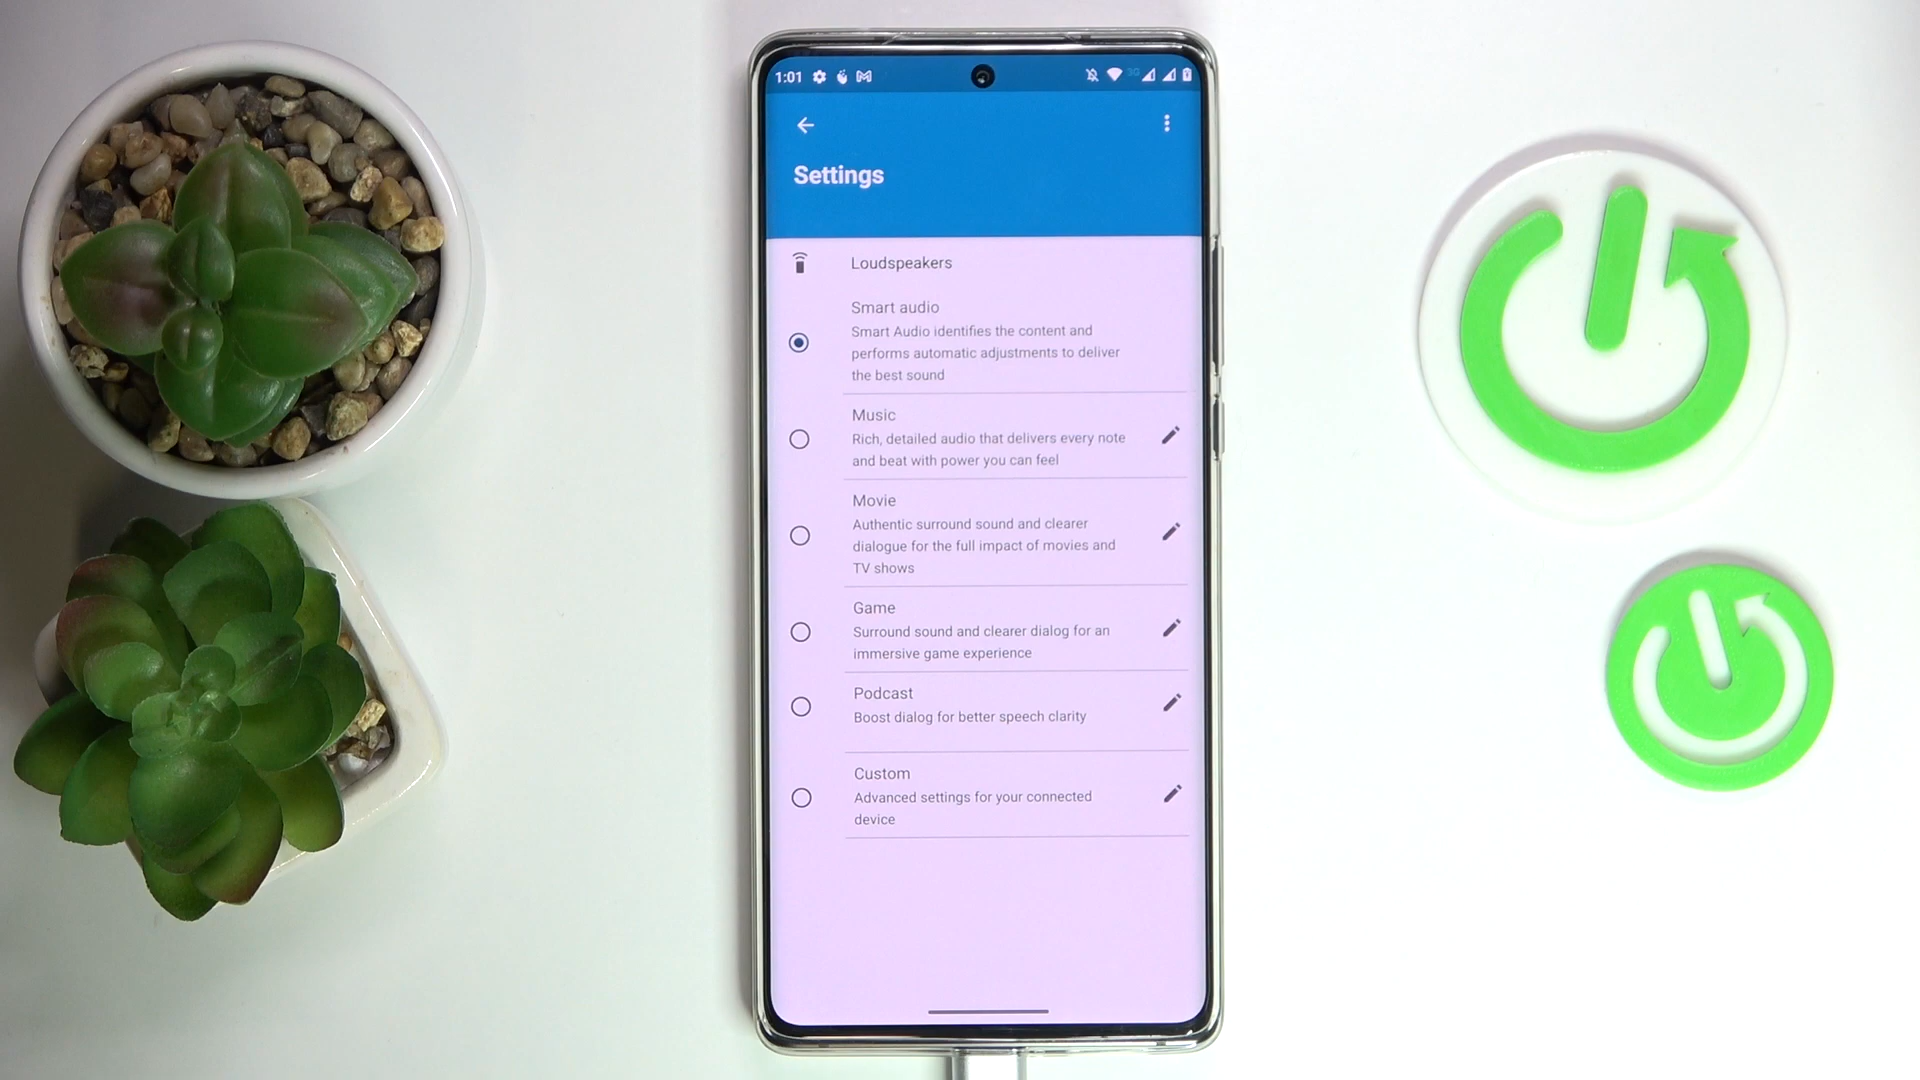 1:01
Settings
Loudspeakers
Smart audio
Smart Audio identifies the content and
performs automatic adjustments to deliver
the best sound
Music
Rich, detailed audio that delivers every note
and beat with power you can feel
Movie
Authentic surround sound and clearer
dialogue for the full impact of movies and
TV shows
Game
Surround sound and clearer dialog for an
immersive game experience
Podcast
Boost dialog for better speech clarity
Custom
Advanced settings for your connected
device